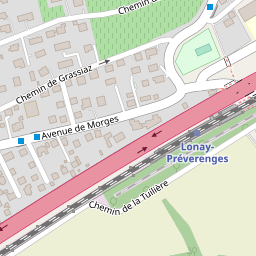 Chemin de
Chemin de Grassiaz
Avenue de Morges
Lonay-
Préverenges
Chemin de la Tuilière